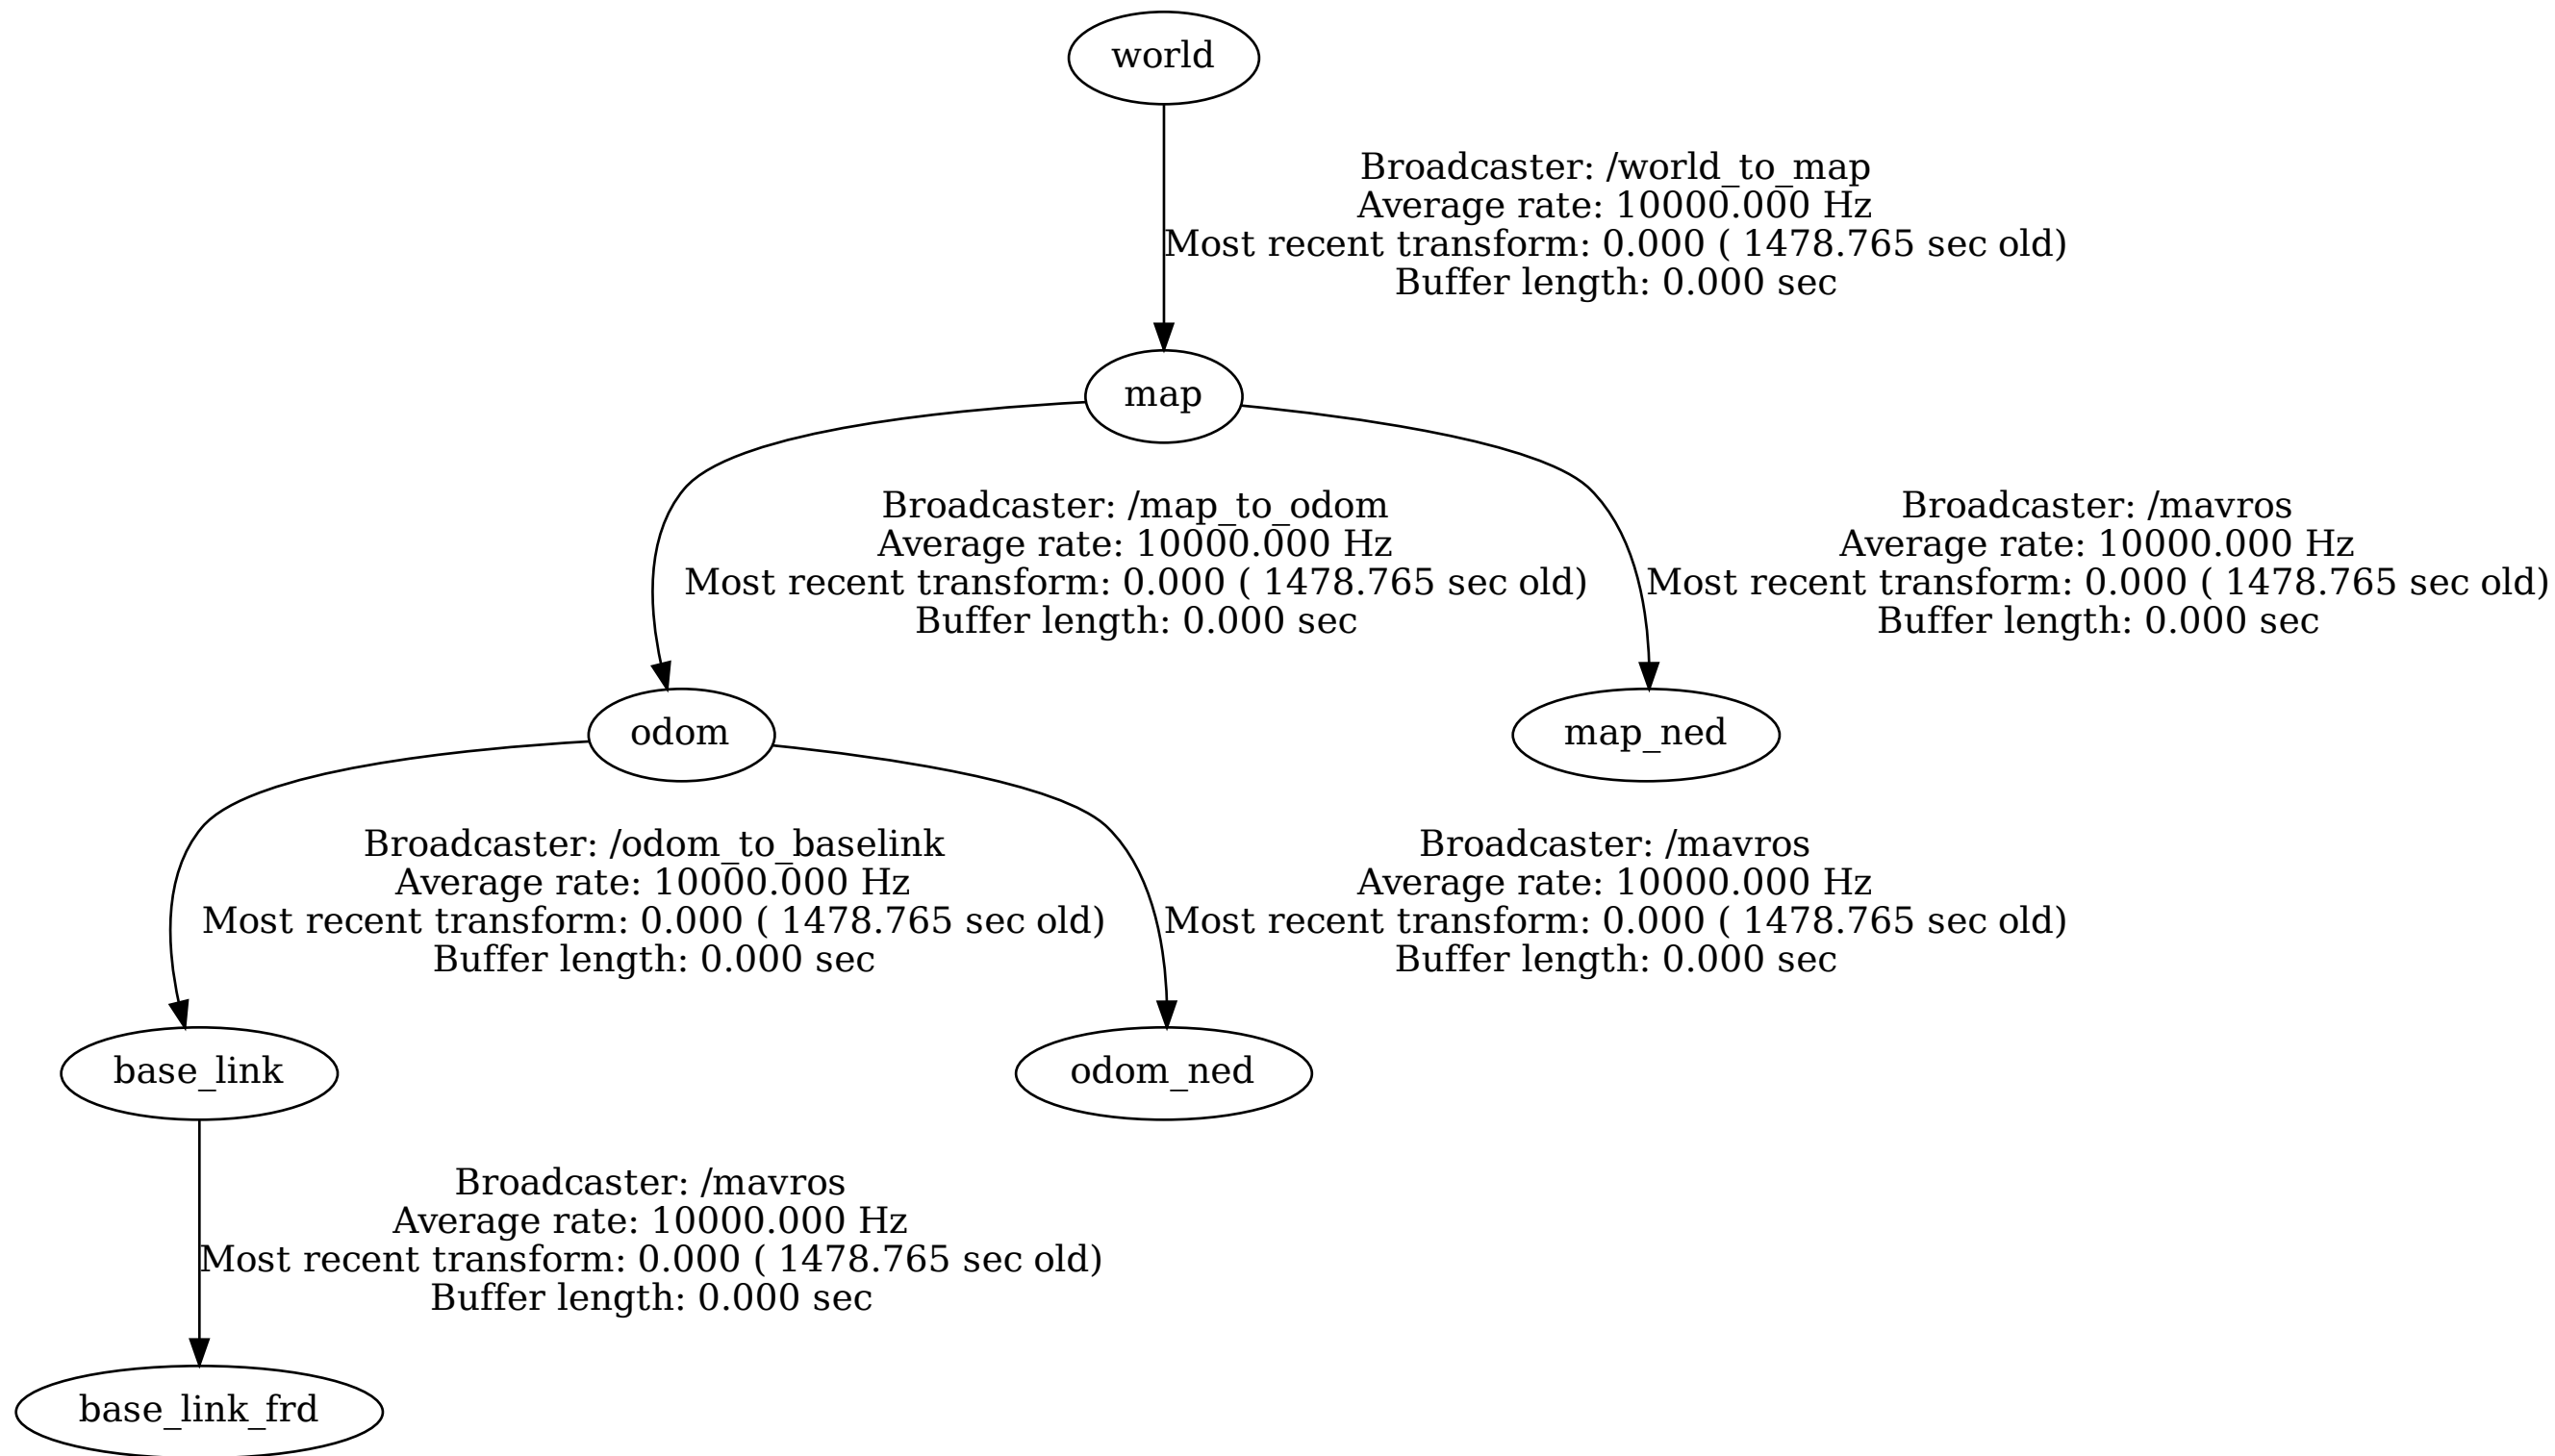 world
Broadcaster: /world_to_map
Average rate: 10000.000 Hz
Most recent transform: 0.000 ( 1478.765 sec old)
Buffer length: 0.000 sec
map
Broadcaster: /map_to_odom
Average rate: 10000.000 Hz
Most recent transform: 0.000 ( 1478.765 sec old)
Buffer length: 0.000 sec
Broadcaster: /mavros
Average rate: 10000.000 Hz
Most recent transform: 0.000 ( 1478.765 sec old)
Buffer length: 0.000 sec
odom
map_ned
Broadcaster: /odom_to_baselink
Average rate: 10000.000 Hz
Most recent transform: 0.000 ( 1478.765 sec old)
Buffer length: 0.000 sec
Broadcaster: /mavros
Average rate: 10000.000 Hz
Most recent transform: 0.000 ( 1478.765 sec old)
Buffer length: 0.000 sec
base_link
odom_ned
Broadcaster: /mavros
Average rate: 10000.000 Hz
Most recent transform: 0.000 ( 1478.765 sec old)
Buffer length: 0.000 sec
base_link_frd